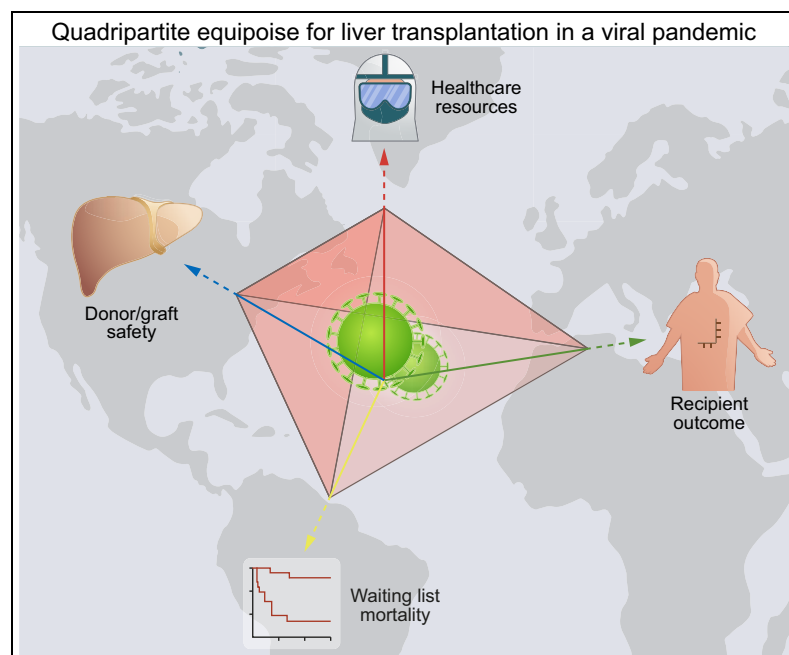 Quadripartite equipoise for liver transplantation in a viral pandemic
Healthcare
resources
Donor/graft
safety
Recipient
outcome
Waiting list
mortality